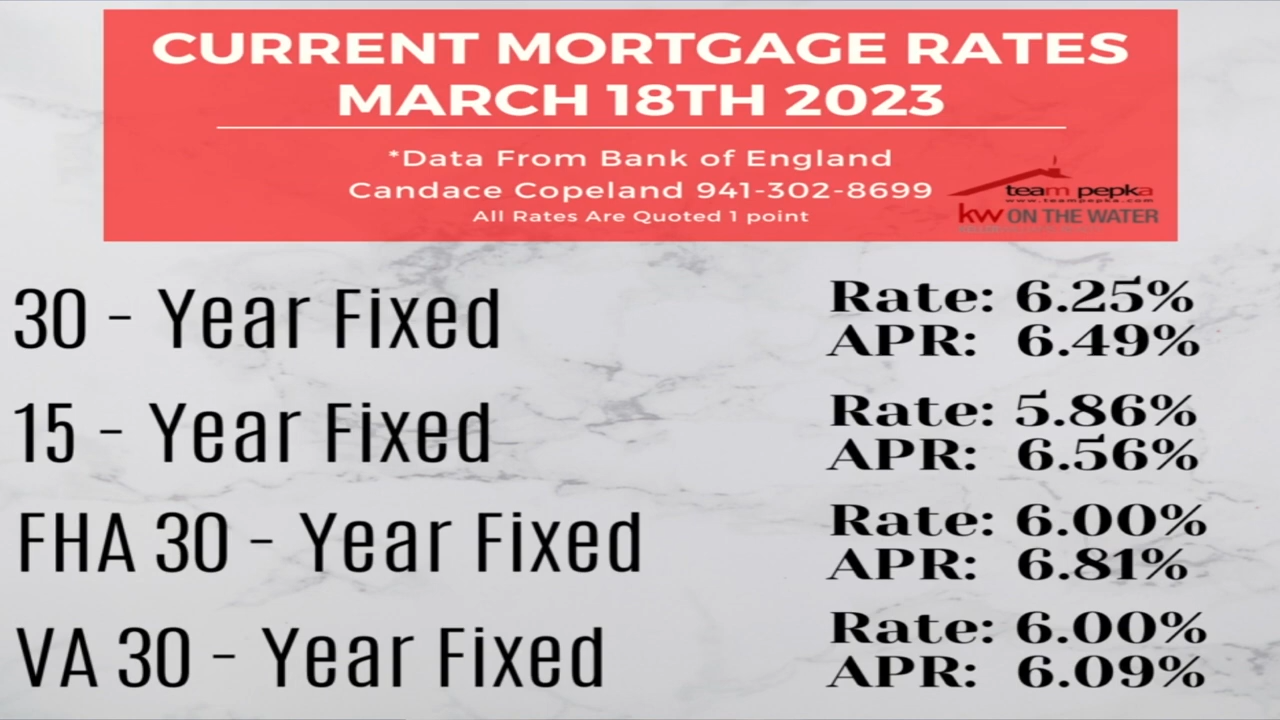 CURRENT MORTGAGE RATES
MARCH 18TH 2023
*Data From Bank of England
Candace Copeland 941-302-8699
All Rates Are Quoted 1 point
team pepka
www.teampepka.com
kw ON THE WATER
30 - Year Fixed
Rate: 6.25%
APR: 6.49%
15 - Year Fixed
Rate: 5.86%
APR: 6.56%
FHA 30 - Year Fixed
Rate: 6.00%
APR: 6.81%
VA 30 - Year Fixed
Rate: 6.00%
APR: 6.09%